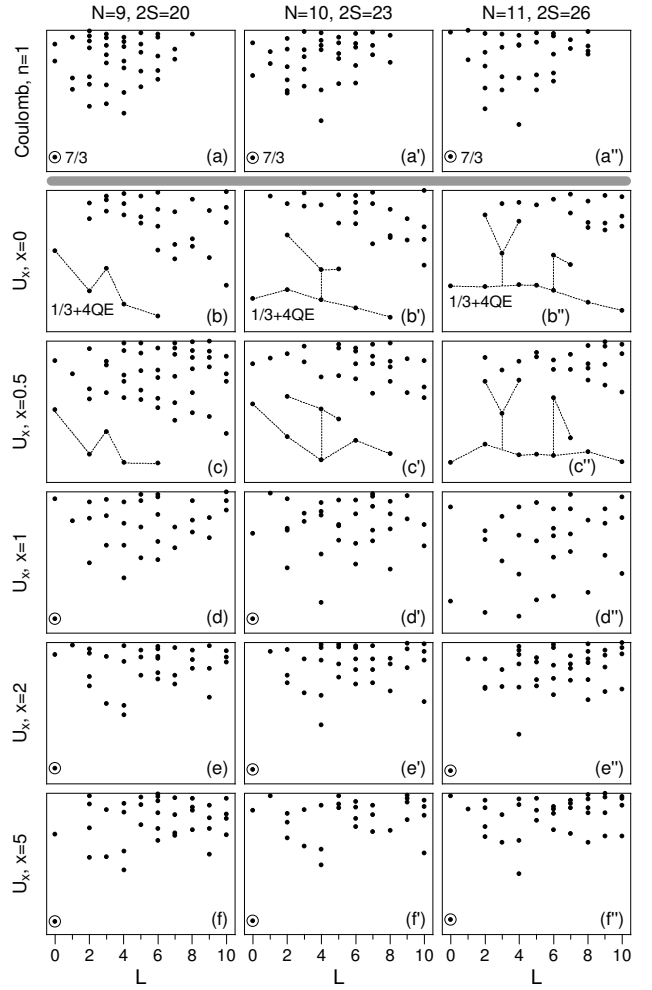 N=9, 2S=20 N=10, 2S=23 N=11, 2S=26
Coulomb, n=1
7/3 (a) 7/3 (a') 7/3 (a'')
U_x, x=0
1/3+4QE (b) 1/3+4QE (b') 1/3+4QE (b'')
U_x, x=0.5
(c) (c') (c'')
U_x, x=1
(d) (d') (d'')
U_x, x=2
(e) (e') (e'')
U_x, x=5
(f) (f') (f'')
0 2 4 6 8 10 0 2 4 6 8 10 0 2 4 6 8 10
L L L